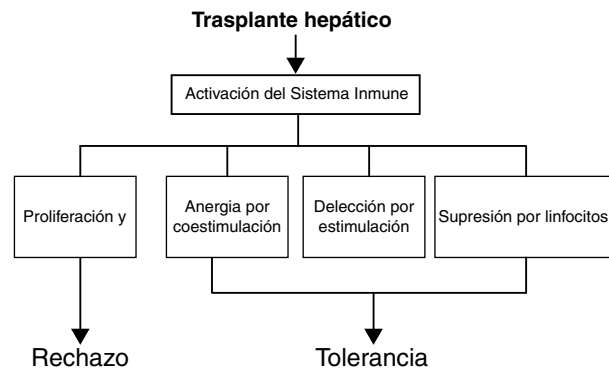 Trasplante hepático
Activación del Sistema Inmune
Proliferación y
Anergia por
coestimulación
Delección por
estimulación
Supresión por linfocitos
Rechazo
Tolerancia